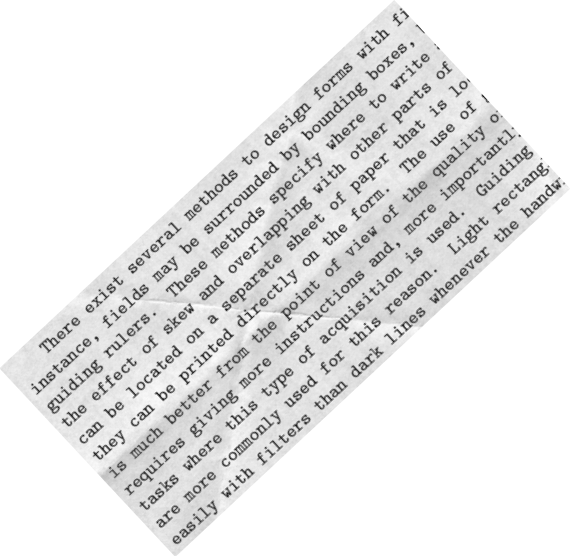 There exist several methods to design forms with
instance, fields may be surrounded by bounding boxes,
guiding rulers. These methods specify where to write
the effect of skew and overlapping with other parts of
can be located on a separate sheet of paper that is
they can be printed directly on the form. The use of
is much better from the point of view of the quality
requires giving more instructions and, more
tasks where this type of acquisition is used. Guiding
are more commonly used for this reason. Light
easily with filters than dark lines whenever the